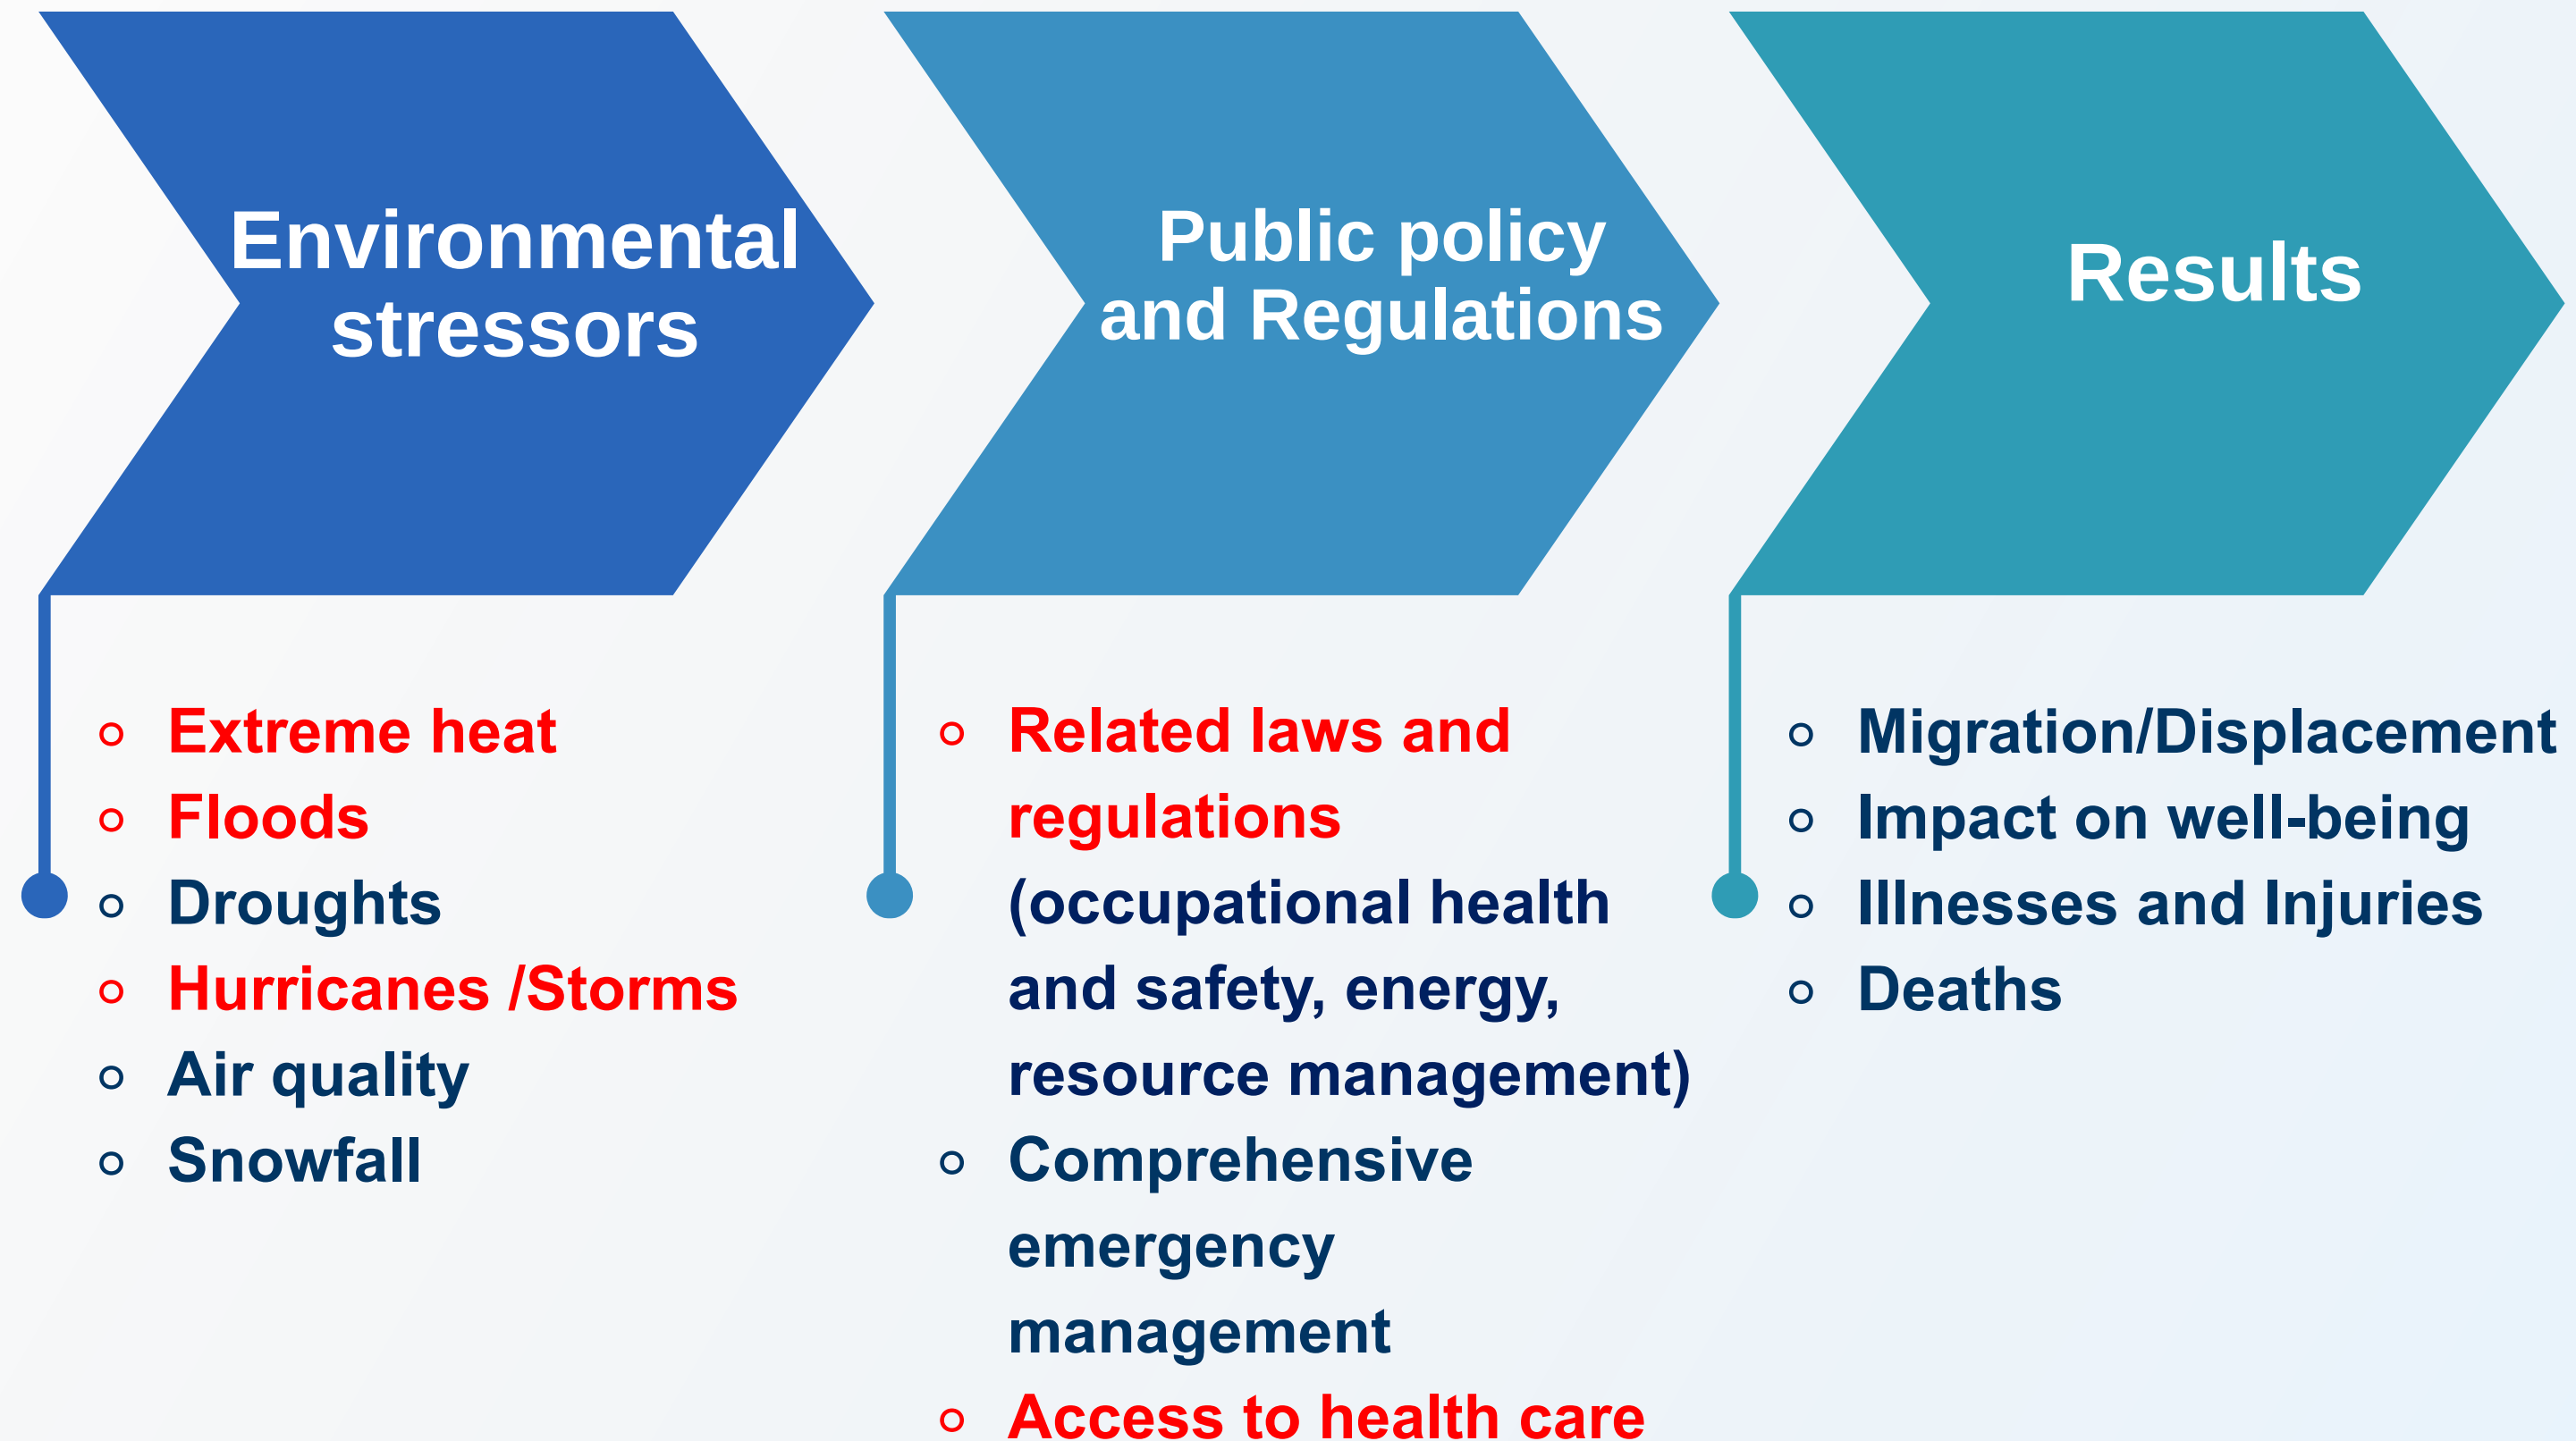 Environmental
stressors
Extreme heat
Floods
Droughts
Hurricanes /Storms
Air quality
Snowfall
Public policy
and Regulations
Related laws and
regulations
(occupational health
and safety, energy,
resource management)
Comprehensive
emergency
management
Access to health care
Results
Migration/Displacement
Impact on well-being
Illnesses and Injuries
Deaths